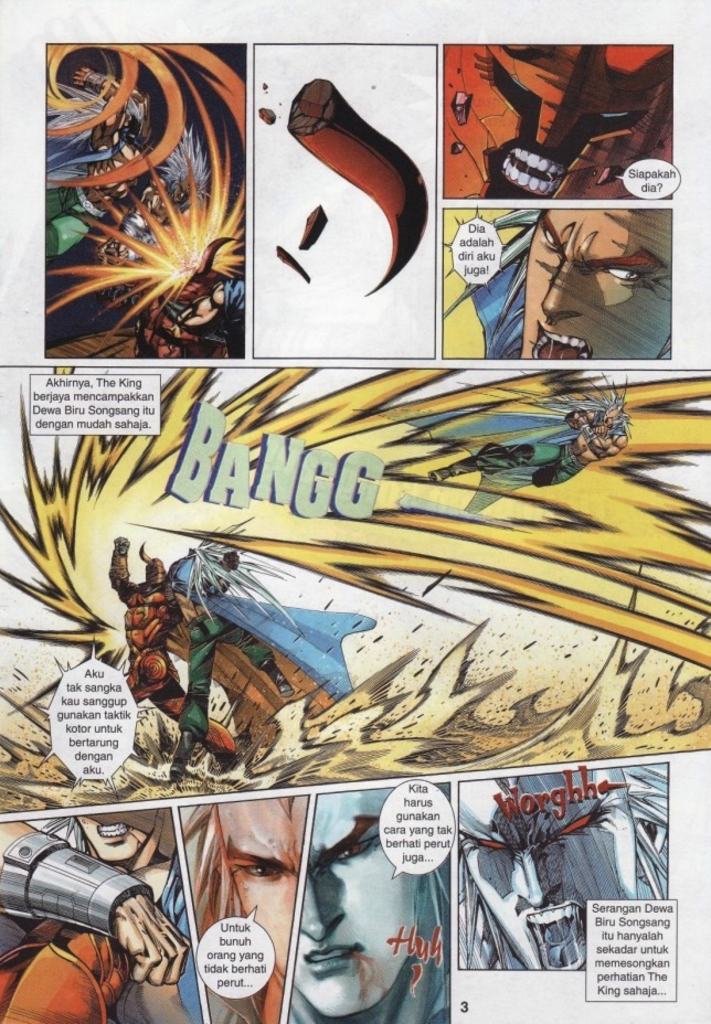 Siapakah
dia?
Dia
adalah
diri aku
juga!
Akhirnya, The King
berjaya mencampakkan
Dewa Biru Songsang itu
dengan mudah sahaja.
BANGG
Aku
tak sangka
kau sanggup
gunakan taktik
kotor untuk
bertarung
dengan
aku.
Kita
harus
gunakan
cara yang tak
berhati perut
juga...
Untuk
bunuh
orang yang
tidak berhati
perut...
Huh
!
Worghh
Serangan Dewa
Biru Songsang
itu hanyalah
sekadar untuk
memesongkan
perhatian The
King sahaja...
3